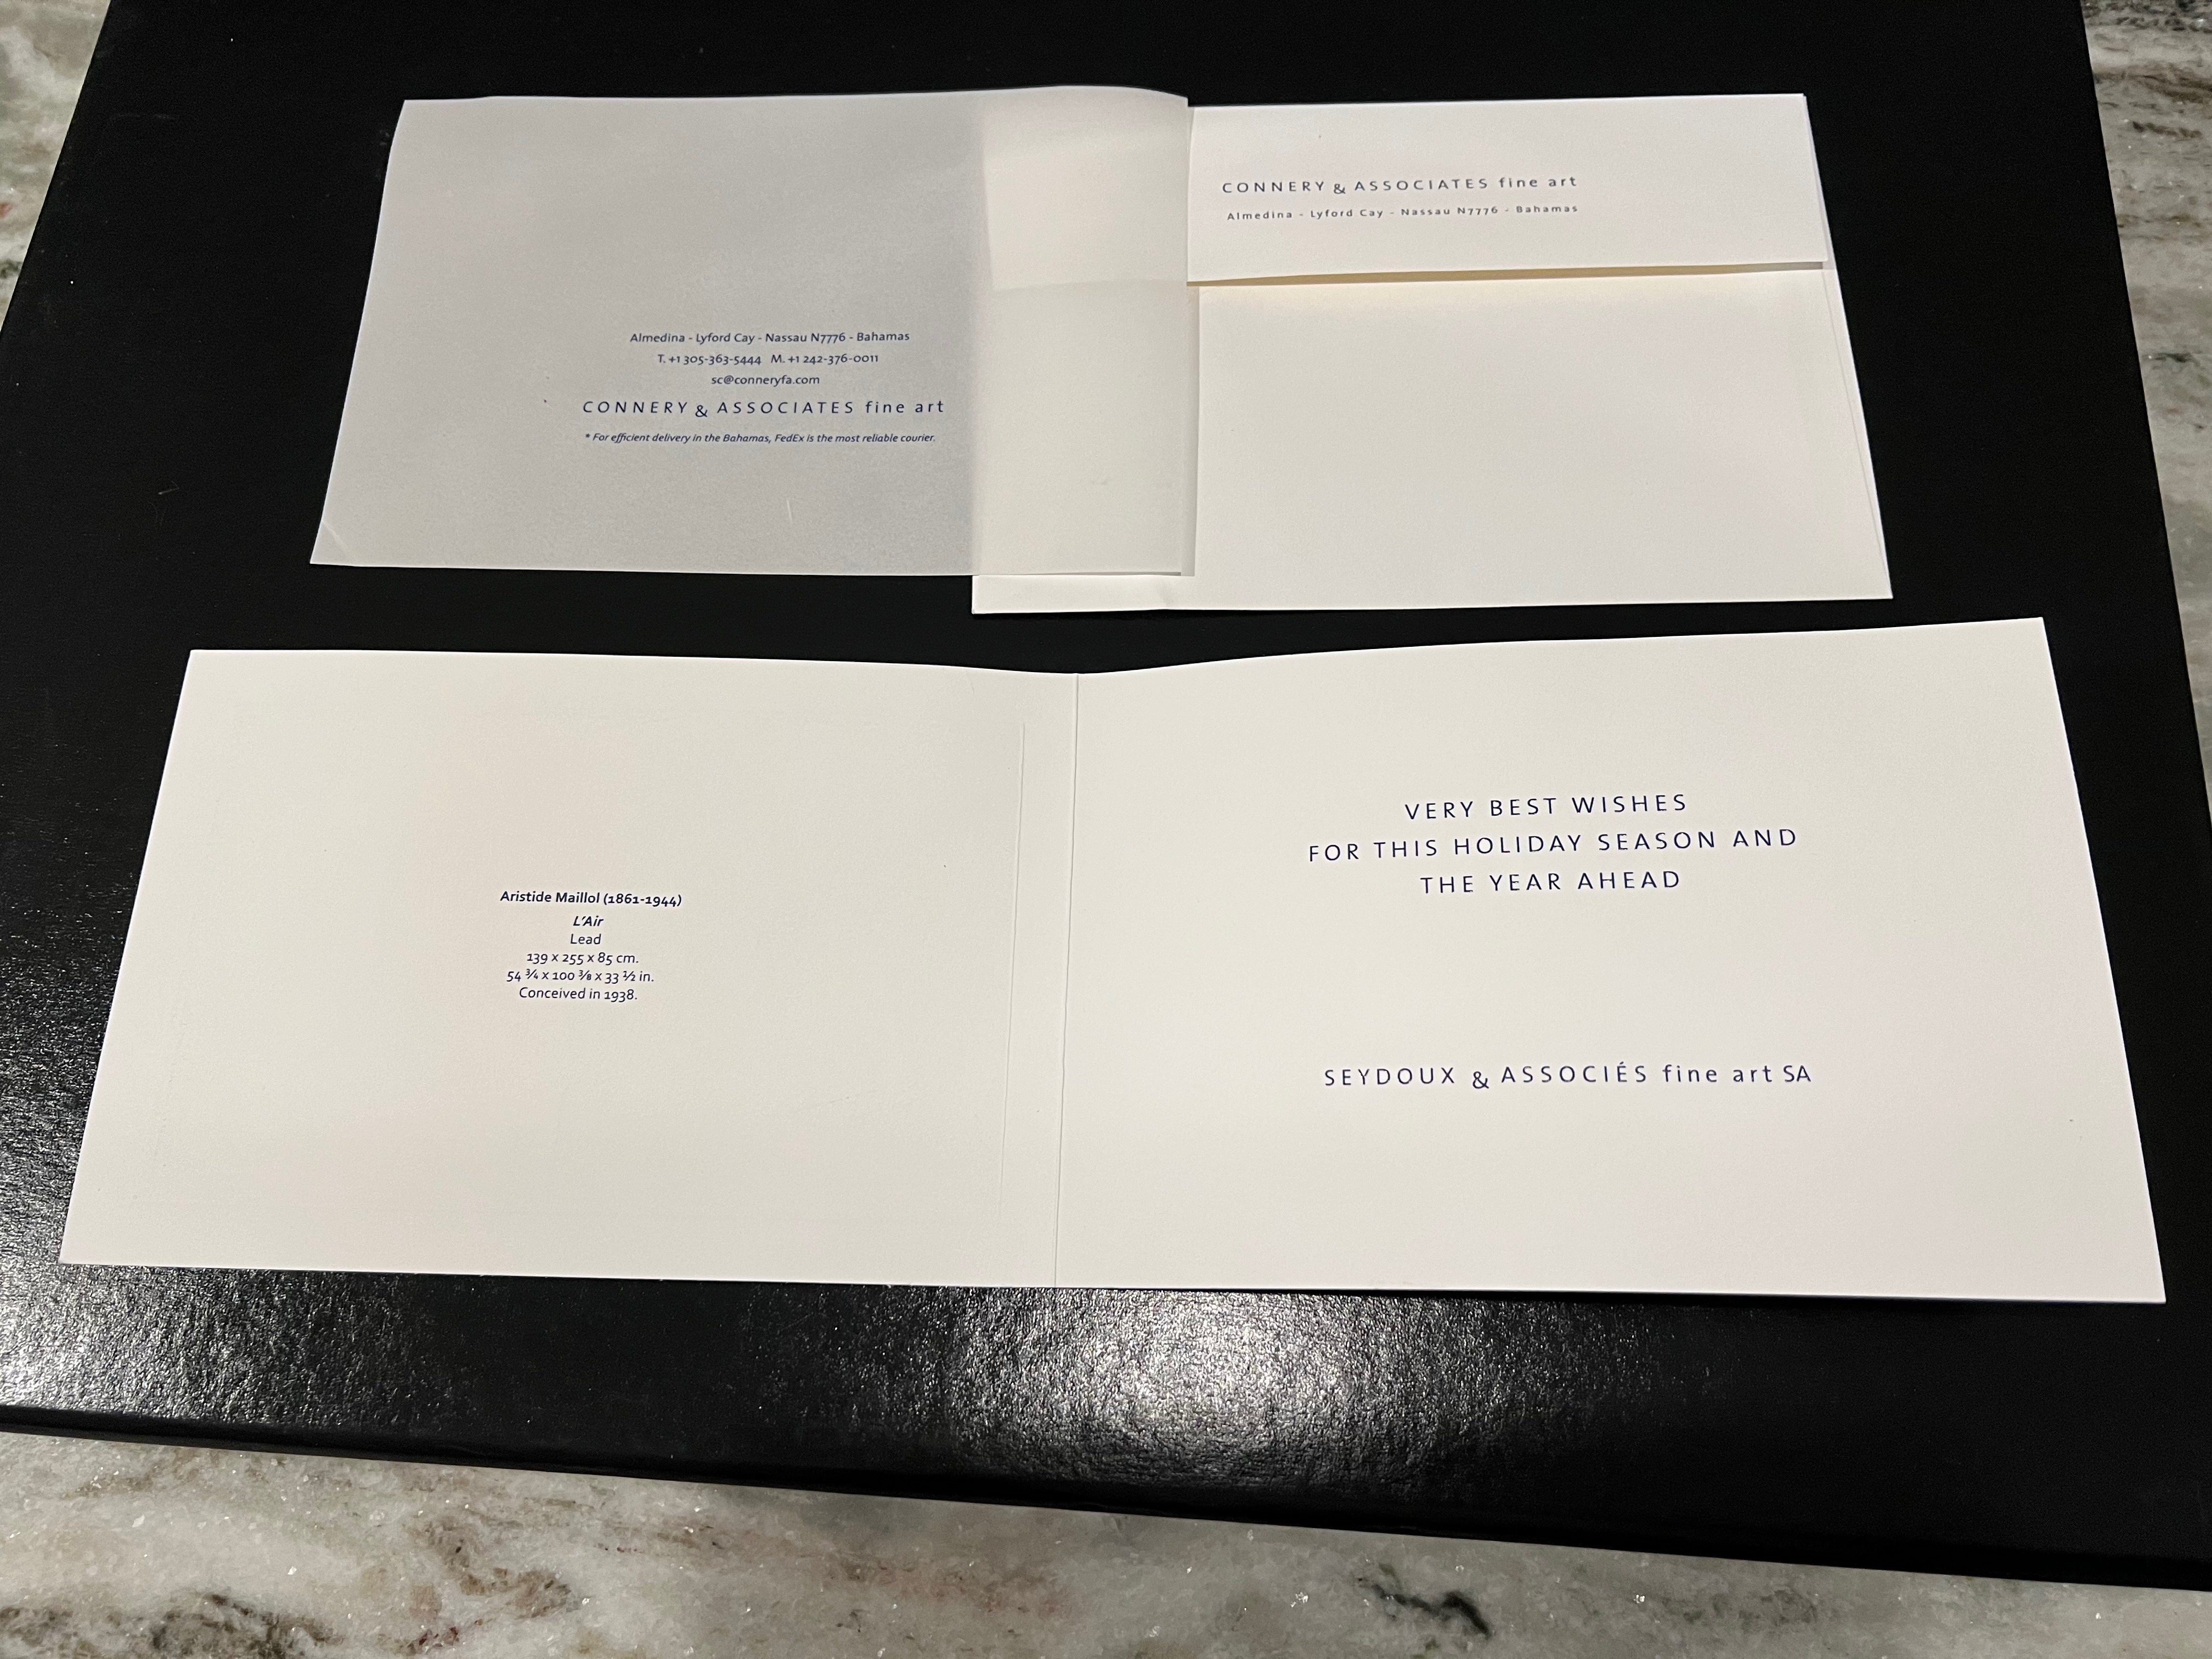 Almedina - Lyford Cay - Nassau N7776 - Bahamas
T. +1 305-363-5444 M. +1 242-376-0011
sc@conneryfa.com
CONNERY & ASSOCIATES fine art
* For efficient delivery in the Bahamas, FedEx is the most reliable courier.
CONNERY & ASSOCIATES fine art
Almedina - Lyford Cay - Nassau N7776 - Bahamas
Aristide Maillol (1861-1944)
L'Air
Lead
139 x 255 x 85 cm.
54 ¾ x 100 ⅜ x 33 ½ in.
Conceived in 1938.
VERY BEST WISHES
FOR THIS HOLIDAY SEASON AND
THE YEAR AHEAD
SEYDOUX & ASSOCIÉS fine art SA